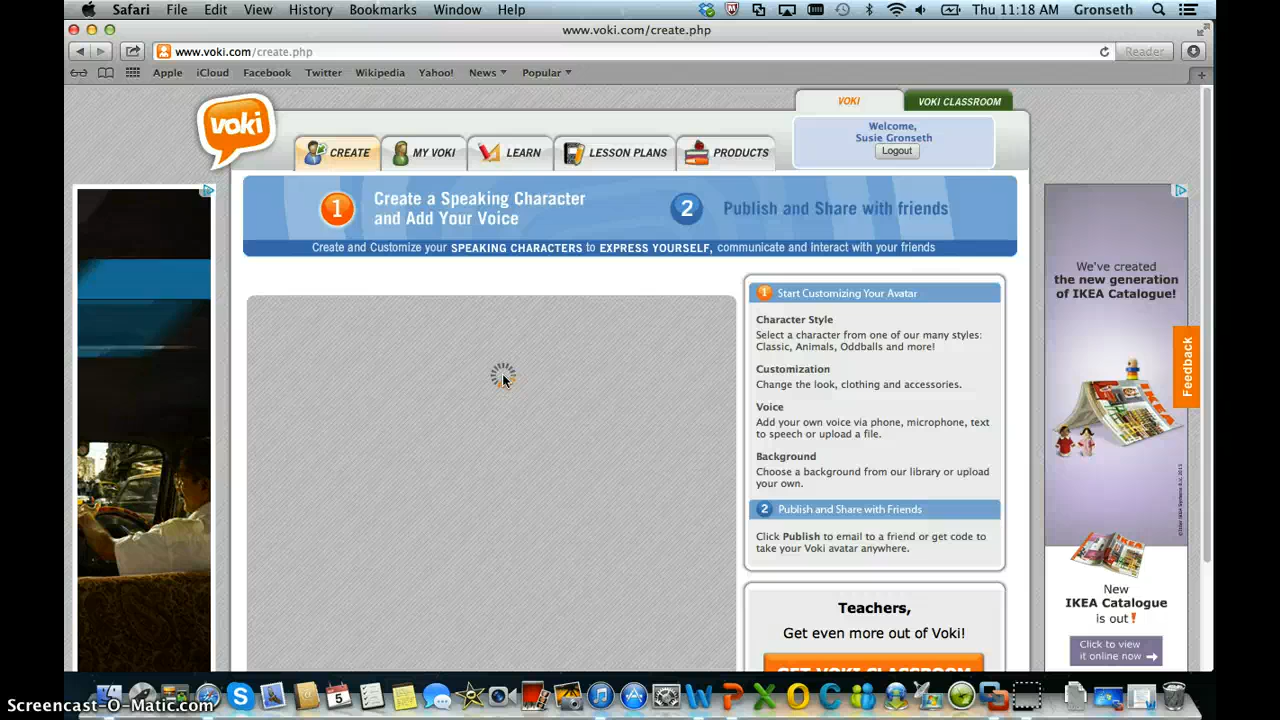 Safari File Edit View History Bookmarks Window Help Thu 11:18 AM Gronseth
www.voki.com/create.php
www.voki.com/create.php Reader
Apple iCloud Facebook Twitter Wikipedia Yahoo! News Popular
voki
VOKI VOKI CLASSROOM
Welcome,
Susie Gronseth
Logout
CREATE MY VOKI LEARN LESSON PLANS PRODUCTS
1 Create a Speaking Character
and Add Your Voice
2 Publish and Share with friends
Create and Customize your SPEAKING CHARACTERS to EXPRESS YOURSELF, communicate and Interact with your friends
1 Start Customizing Your Avatar
Character Style
Select a character from one of our many styles:
Classic, Animals, Oddballs and more!
Customization
Change the look, clothing and accessories.
Voice
Add your own voice via phone, microphone, text
to speech or upload a file.
Background
Choose a background from our library or upload
your own.
2 Publish and Share with Friends
Click Publish to email to a friend or get code to
take your Voki avatar anywhere.
Teachers,
Get even more out of Voki!
GET VOKI CLASSROOM
We've created
the new generation
of IKEA Catalogue!
New
IKEA Catalogue
is out!
Click to view
it online now
Feedback
5
Screencast-O-Matic.com